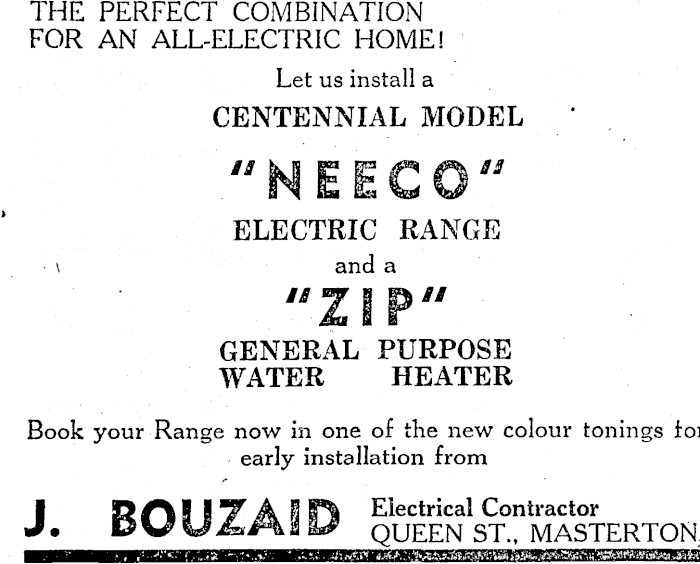 THE PERFECT COMBINATION
FOR AN ALL-ELECTRIC HOME!
Let us install a
CENTENNIAL MODEL
"NEECO"
ELECTRIC RANGE
and a
"ZIP"
GENERAL PURPOSE
WATER HEATER
Book your Range now in one of the new colour tonings for
early installation from
J. BOUZAID Electrical Contractor
QUEEN ST., MASTERTON,